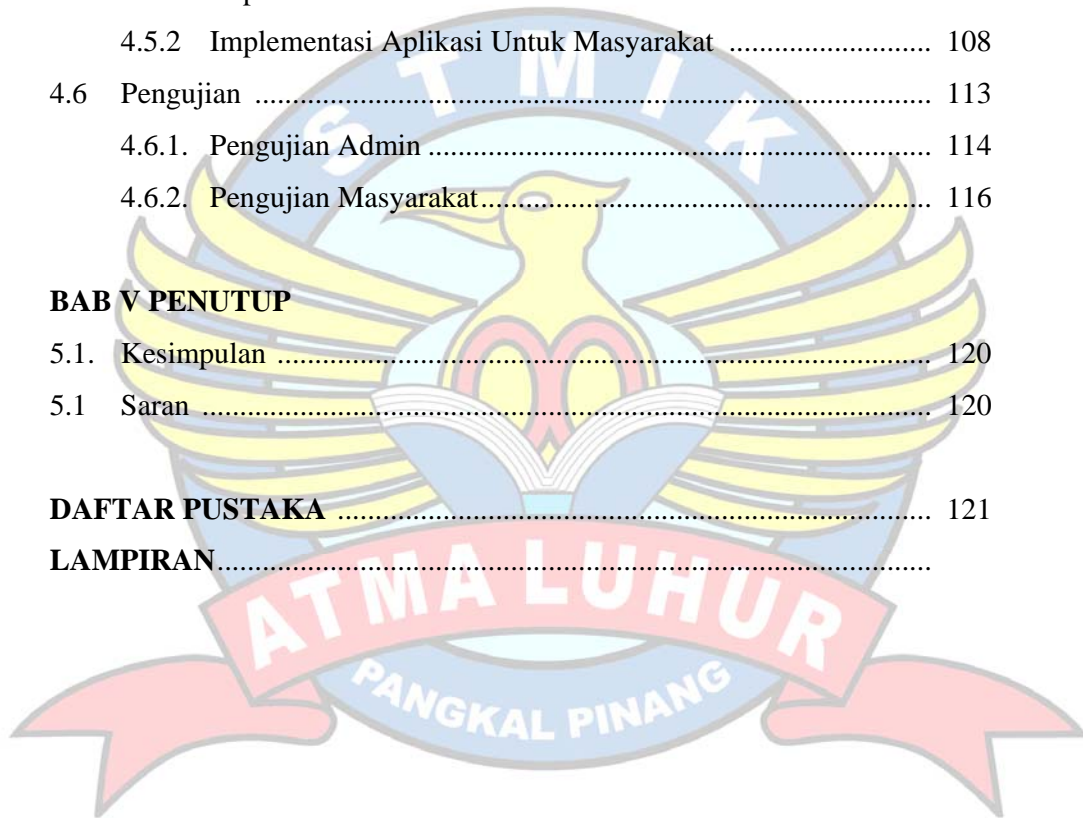 4.5.2 Implementasi Aplikasi Untuk Masyarakat ........................... 108
4.6 Pengujian ........................................................................................... 113
4.6.1. Pengujian Admin .................................................................... 114
4.6.2. Pengujian Masyarakat............................................................. 116
BAB V PENUTUP
5.1. Kesimpulan ........................................................................................ 120
5.1 Saran .................................................................................................. 120
DAFTAR PUSTAKA ................................................................................ 121
LAMPIRAN................................................................................................
STMIK
ATMA LUHUR
PANGKAL PINANG